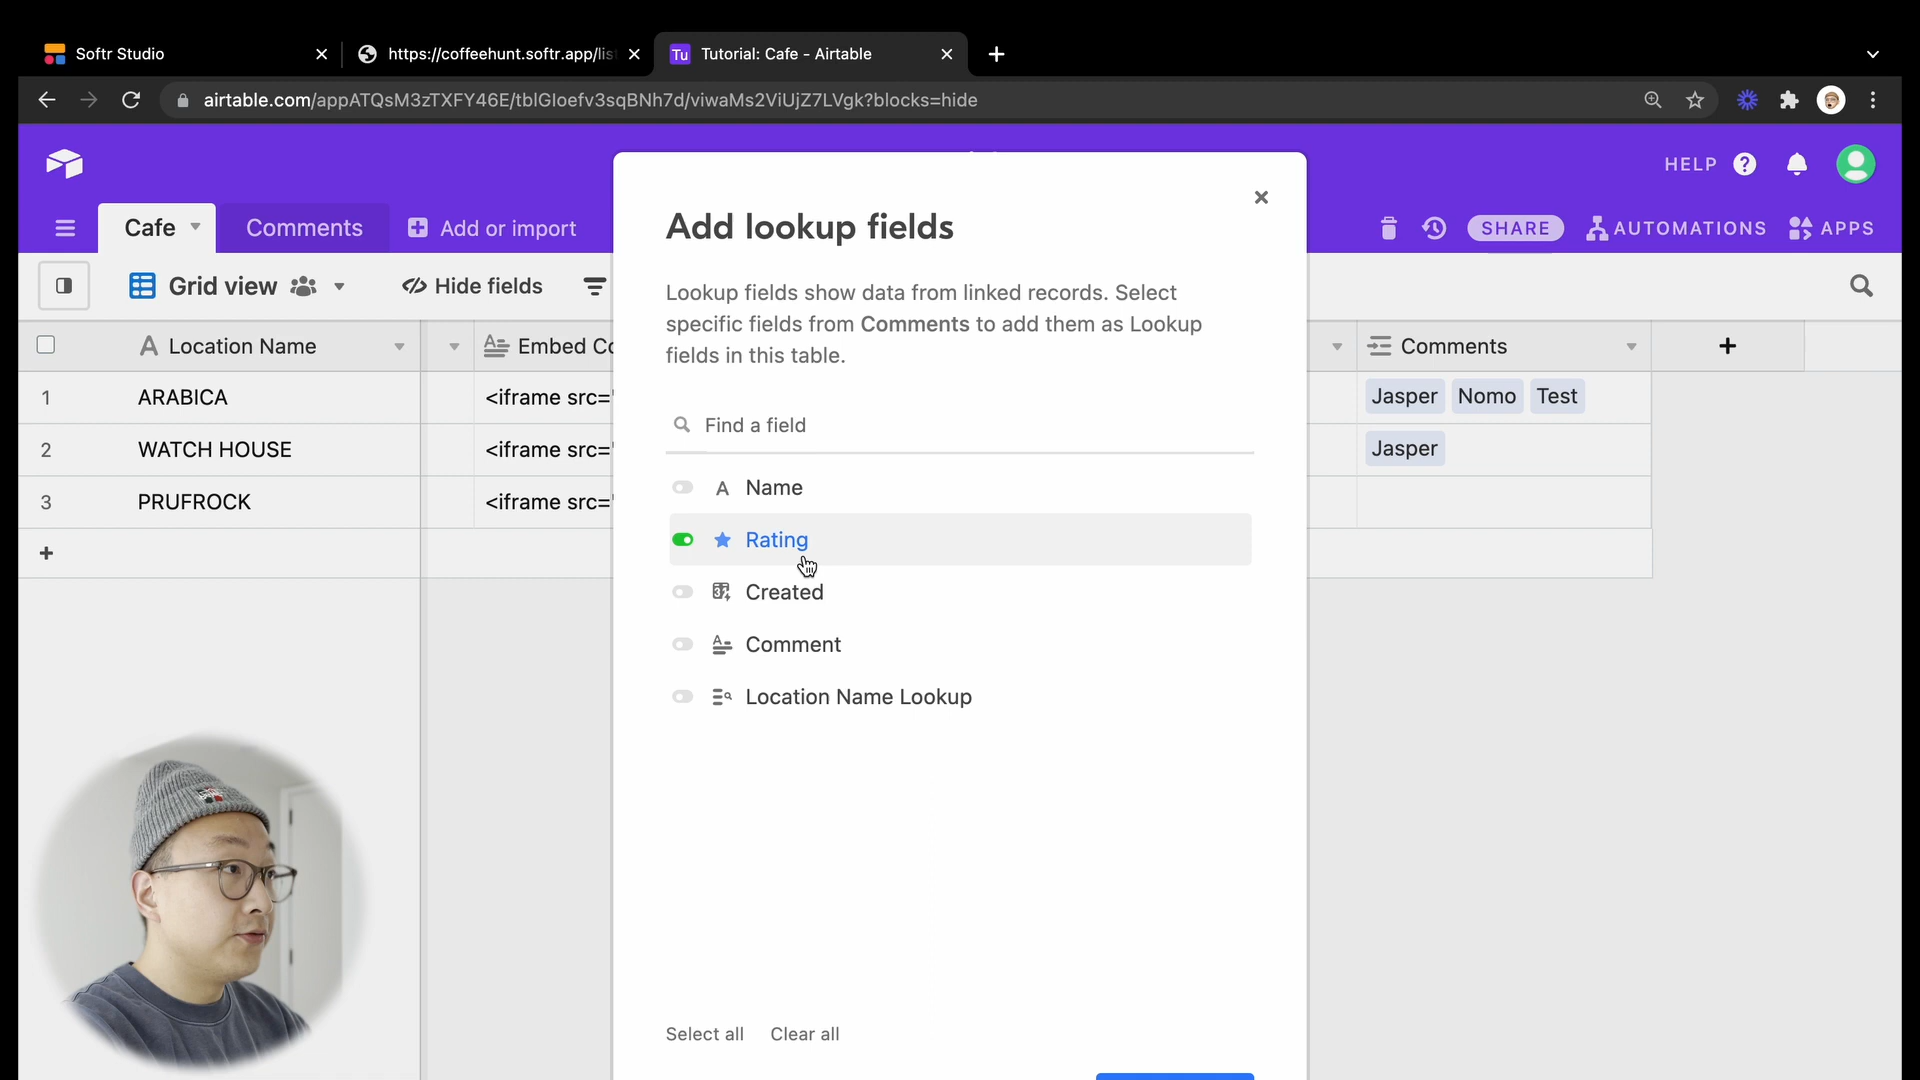 Softr Studio
https://coffeehunt.softr.app/lis
Tu Tutorial: Cafe - Airtable
airtable.com/appATQsM3zTXFY46E/tblGloefv3sqBNh7d/viwaMs2ViUjZ7LVgk?blocks=hide
HELP
Cafe Comments Add or import
SHARE AUTOMATIONS APPS
Grid view Hide fields
Add lookup fields
Lookup fields show data from linked records. Select
specific fields from Comments to add them as Lookup
fields in this table.
Find a field
Name
Rating
Created
Comment
Location Name Lookup
Select all Clear all
Location Name Embed Co Comments
1 ARABICA <iframe src=" Jasper Nomo Test
2 WATCH HOUSE <iframe src=" Jasper
3 PRUFROCK <iframe src="